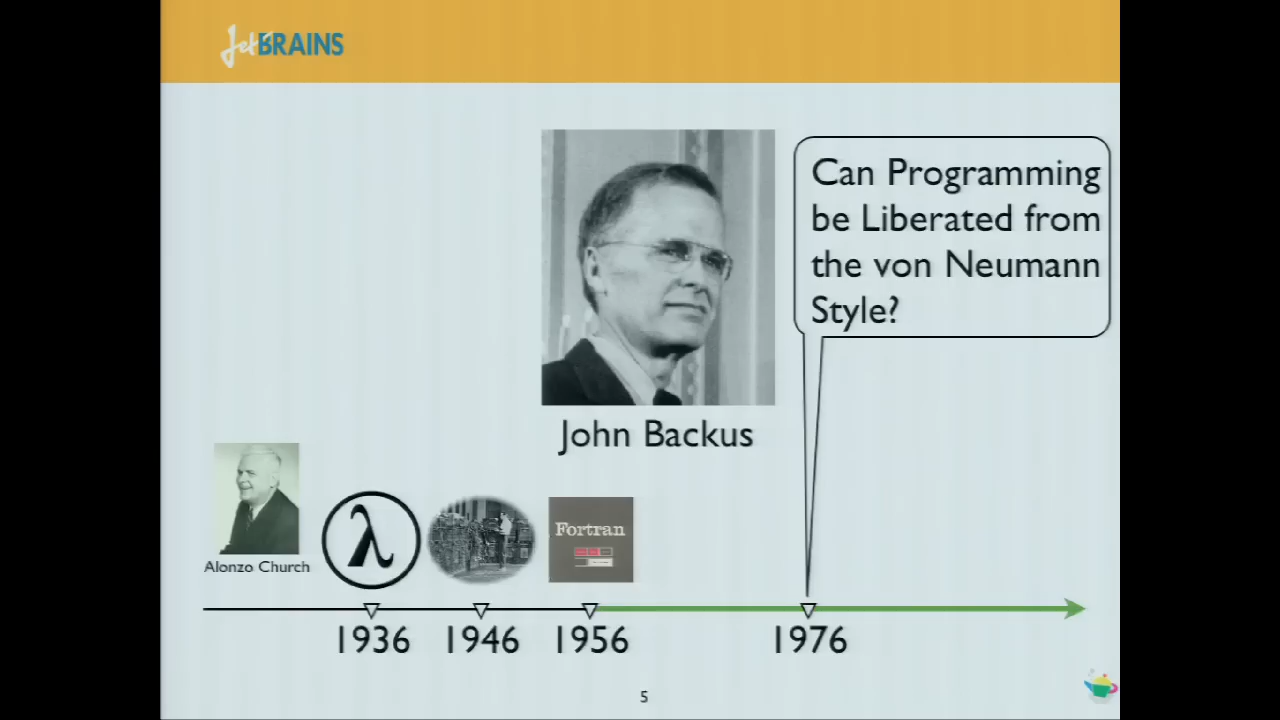 JetBRAINS
Can Programming
be Liberated from
the von Neumann
Style?
John Backus
Alonzo Church
λ
Fortran
1936
1946
1956
1976
5